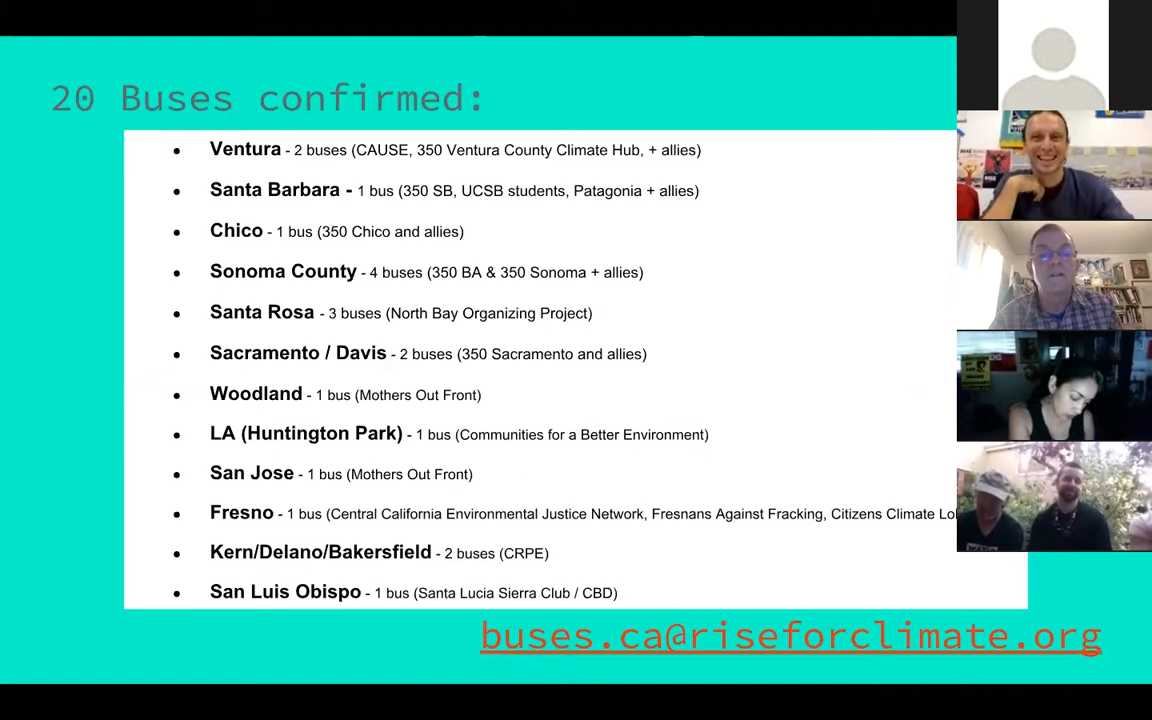 20 Buses confirmed:
• Ventura - 2 buses (CAUSE, 350 Ventura County Climate Hub, + allies)
• Santa Barbara - 1 bus (350 SB, UCSB students, Patagonia + allies)
• Chico - 1 bus (350 Chico and allies)
• Sonoma County - 4 buses (350 BA & 350 Sonoma + allies)
• Santa Rosa - 3 buses (North Bay Organizing Project)
• Sacramento / Davis - 2 buses (350 Sacramento and allies)
• Woodland - 1 bus (Mothers Out Front)
• LA (Huntington Park) - 1 bus (Communities for a Better Environment)
• San Jose - 1 bus (Mothers Out Front)
• Fresno - 1 bus (Central California Environmental Justice Network, Fresnans Against Fracking, Citizens Climate
• Kern/Delano/Bakersfield - 2 buses (CRPE)
• San Luis Obispo - 1 bus (Santa Lucia Sierra Club / CBD)
buses.ca@riseforclimate.org